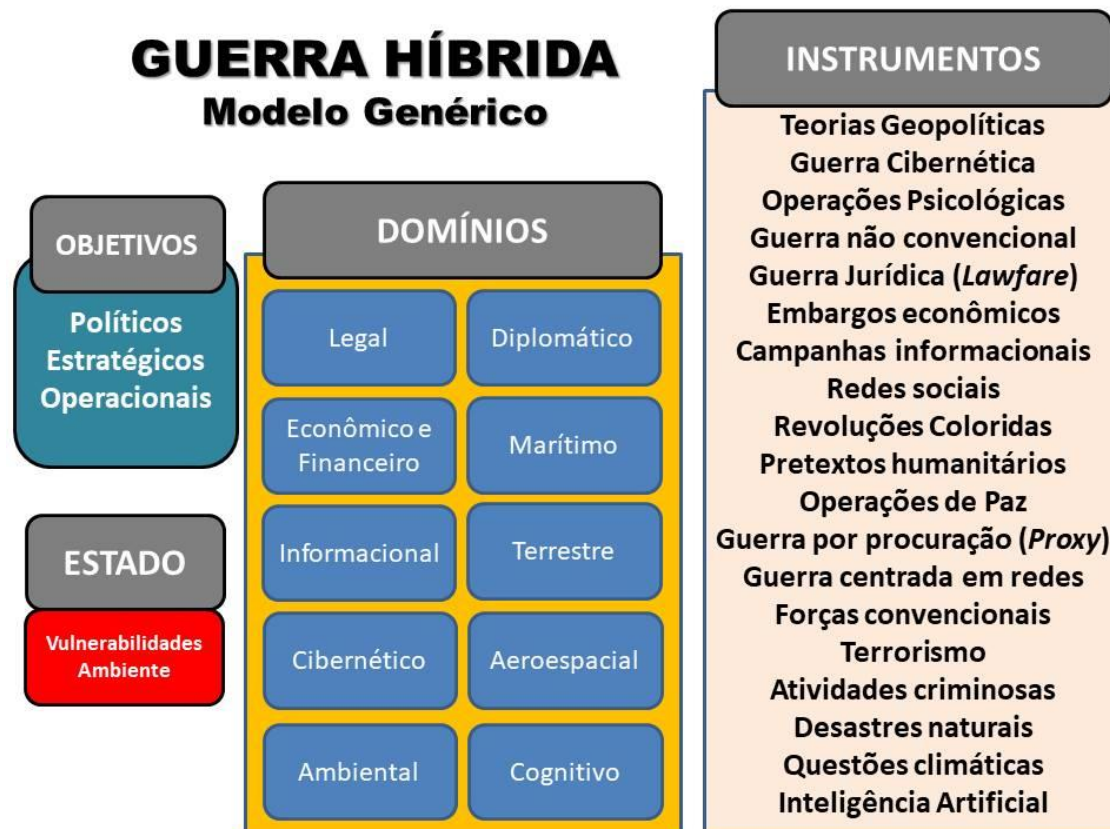 GUERRA HÍBRIDA
Modelo Genérico
OBJETIVOS
Políticos
Estratégicos
Operacionais
ESTADO
Vulnerabilidades
Ambiente
DOMÍNIOS
Legal
Diplomático
Econômico e
Financeiro
Marítimo
Informacional
Terrestre
Cibernético
Aeroespacial
Ambiental
Cognitivo
INSTRUMENTOS
Teorias Geopolíticas
Guerra Cibernética
Operações Psicológicas
Guerra não convencional
Guerra Jurídica (Lawfare)
Embargos econômicos
Campanhas informacionais
Redes sociais
Revoluções Coloridas
Pretextos humanitários
Operações de Paz
Guerra por procuração (Proxy)
Guerra centrada em redes
Forças convencionais
Terrorismo
Atividades criminosas
Desastres naturais
Questões climáticas
Inteligência Artificial